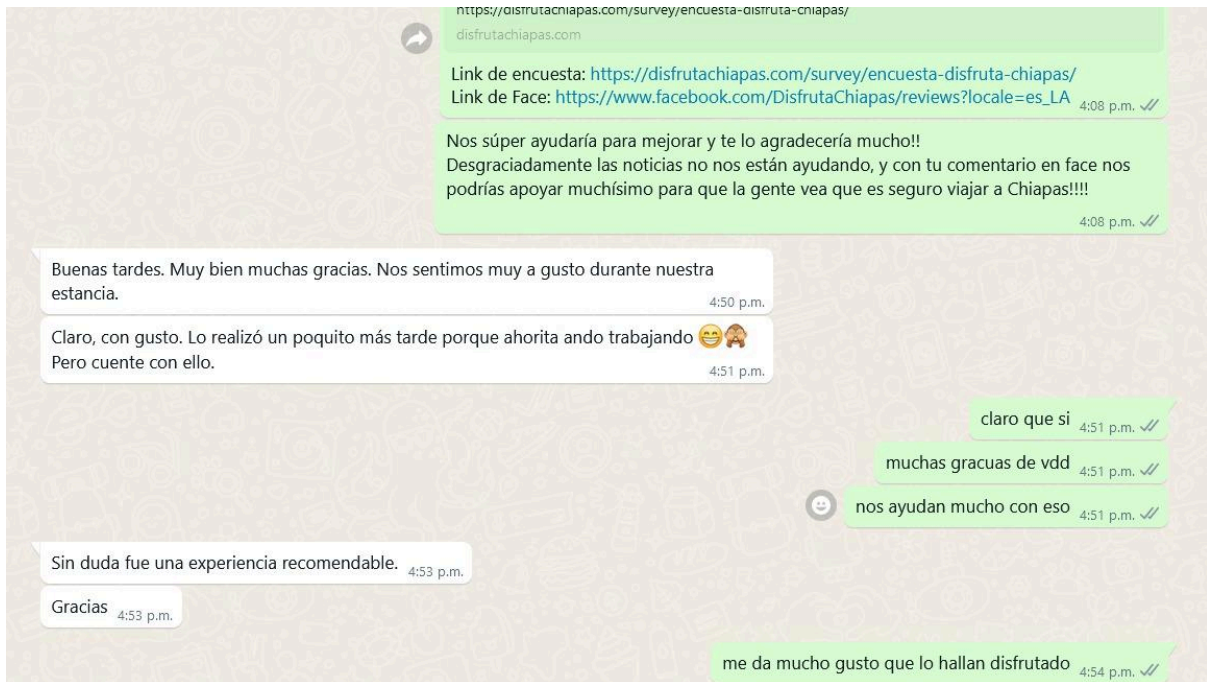 https://disfrutachiapas.com/survey/encuesta-disfruta-chiapas/
disfrutachiapas.com
Link de encuesta: https://disfrutachiapas.com/survey/encuesta-disfruta-chiapas/
Link de Face: https://www.facebook.com/DisfrutaChiapas/reviews?locale=es_LA 4:08 p.m.
Nos súper ayudaría para mejorar y te lo agradecería mucho!!
Desgraciadamente las noticias no nos están ayudando, y con tu comentario en face nos
podrías apoyar muchísimo para que la gente vea que es seguro viajar a Chiapas!!!!
4:08 p.m.
Buenas tardes. Muy bien muchas gracias. Nos sentimos muy a gusto durante nuestra
estancia.
4:50 p.m.
Claro, con gusto. Lo realizó un poquito más tarde porque ahorita ando trabajando 😁🙈
Pero cuente con ello.
4:51 p.m.
claro que si 4:51 p.m.
muchas gracuas de vdd 4:51 p.m.
nos ayudan mucho con eso 4:51 p.m.
Sin duda fue una experiencia recomendable. 4:53 p.m.
Gracias 4:53 p.m.
me da mucho gusto que lo hallan disfrutado 4:54 p.m.